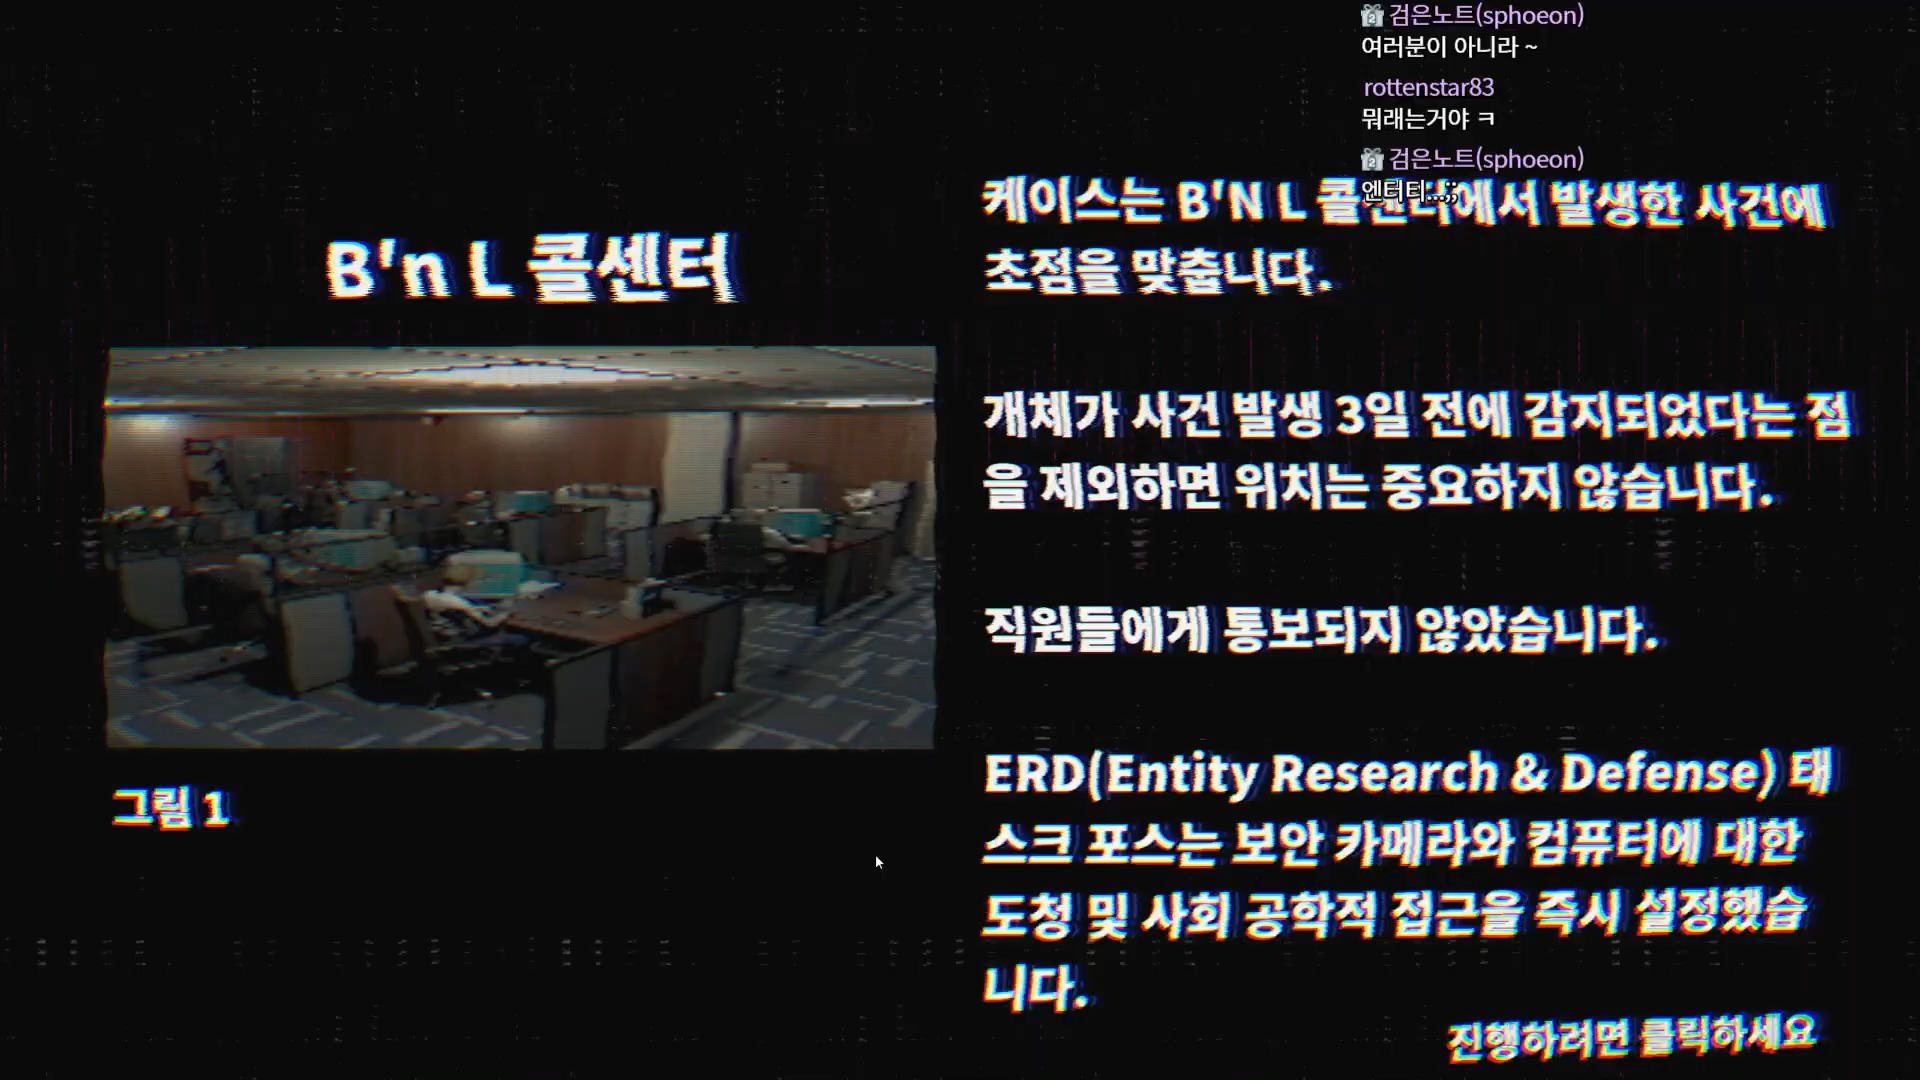 검은노트(sphoeon)
여러분이 아니라 ~
rottenstar83
뭐래는거야 ㅋ
검은노트(sphoeon)
엔터티...;;
B'n L 콜센터
그림 1
케이스는 B'N L 콜센터에서 발생한 사건에
초점을 맞춥니다.
개체가 사건 발생 3일 전에 감지되었다는 점
을 제외하면 위치는 중요하지 않습니다.
직원들에게 통보되지 않았습니다.
ERD(Entity Research & Defense) 태
스크 포스는 보안 카메라와 컴퓨터에 대한
도청 및 사회 공학적 접근을 즉시 설정했습
니다.
진행하려면 클릭하세요